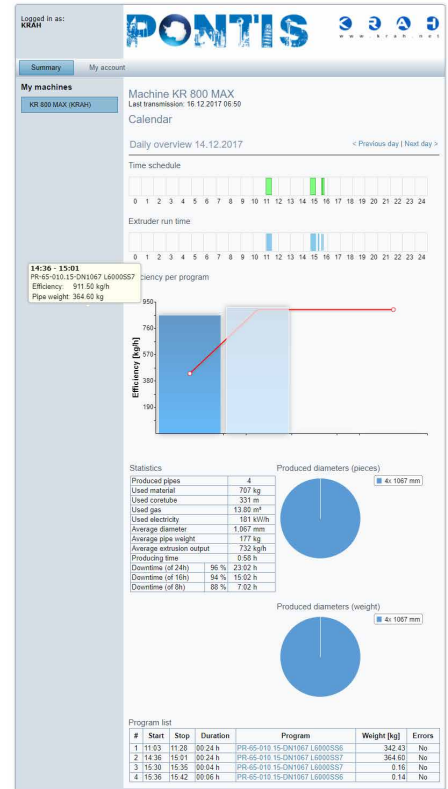 Logged in as:
KRAH
PONTIS
KRAH
www.krah.net
Summary My account
My machines
KR 800 MAX (KRAH)
Machine KR 800 MAX
Last transmission: 16.12.2017 06:50
Calendar
Daily overview 14.12.2017 < Previous day | Next day >
Time schedule
0 1 2 3 4 5 6 7 8 9 10 11 12 13 14 15 16 17 18 19 20 21 22 23 24
Extruder run time
0 1 2 3 4 5 6 7 8 9 10 11 12 13 14 15 16 17 18 19 20 21 22 23 24
14:36 - 15:01
PR-65-010.15-DN1067 L6000SS7
Efficiency: 911.50 kg/h
Pipe weight: 364.60 kg
iciency per program
Efficiency [kg/h]
950
760
570
380
190
Statistics
Produced pipes 4
Used material 707 kg
Used coretube 331 m
Used gas 13.80 m³
Used electricity 181 kW/h
Average diameter 1,067 mm
Average pipe weight 177 kg
Average extrusion output 732 kg/h
Producing time 0:58 h
Downtime (of 24h) 96 % 23:02 h
Downtime (of 16h) 94 % 15:02 h
Downtime (of 8h) 88 % 7:02 h
Produced diameters (pieces)
4x 1067 mm
Produced diameters (weight)
4x 1067 mm
Program list
# Start Stop Duration Program Weight [kg] Errors
1 11:03 11:28 00:24 h PR-65-010.15-DN1067 L6000SS6 342.43 No
2 14:36 15:01 00:24 h PR-65-010.15-DN1067 L6000SS7 364.60 No
3 15:30 15:35 00:04 h PR-65-010.15-DN1067 L6000SS7 0.16 No
4 15:36 15:42 00:06 h PR-65-010.15-DN1067 L6000SS6 0.14 No